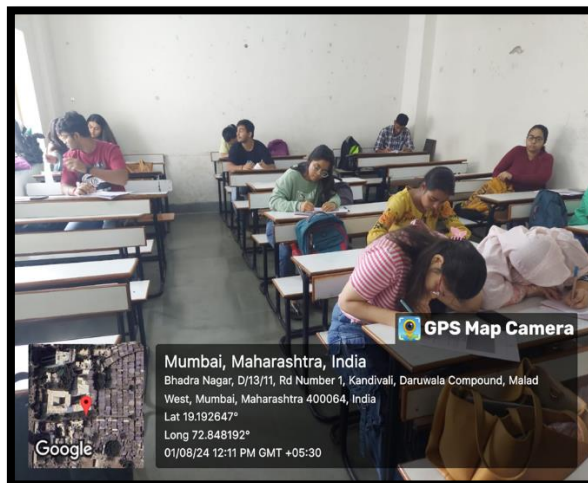 GPS Map Camera
Mumbai, Maharashtra, India
Bhadra Nagar, D/13/11, Rd Number 1, Kandivali, Daruwala Compound, Malad
West, Mumbai, Maharashtra 400064, India
Lat 19.192647°
Long 72.848192°
01/08/24 12:11 PM GMT +05:30
Google